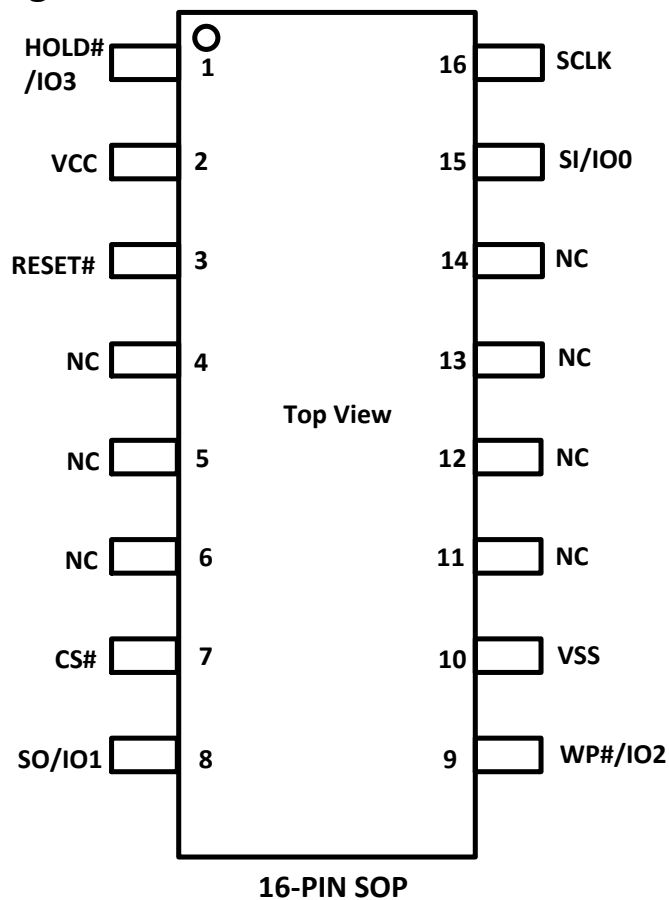 HOLD#
/IO3
1
16
SCLK
VCC
2
15
SI/IO0
RESET#
3
14
NC
NC
4
13
NC
Top View
NC
5
12
NC
NC
6
11
NC
CS#
7
10
VSS
SO/IO1
8
9
WP#/IO2
16-PIN SOP